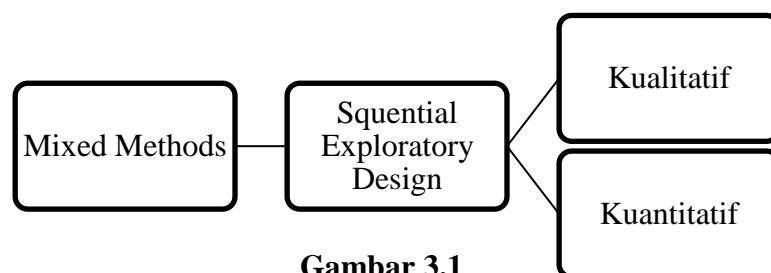 Mixed Methods
Squential
Exploratory
Design
Kualitatif
Kuantitatif
Gambar 3.1